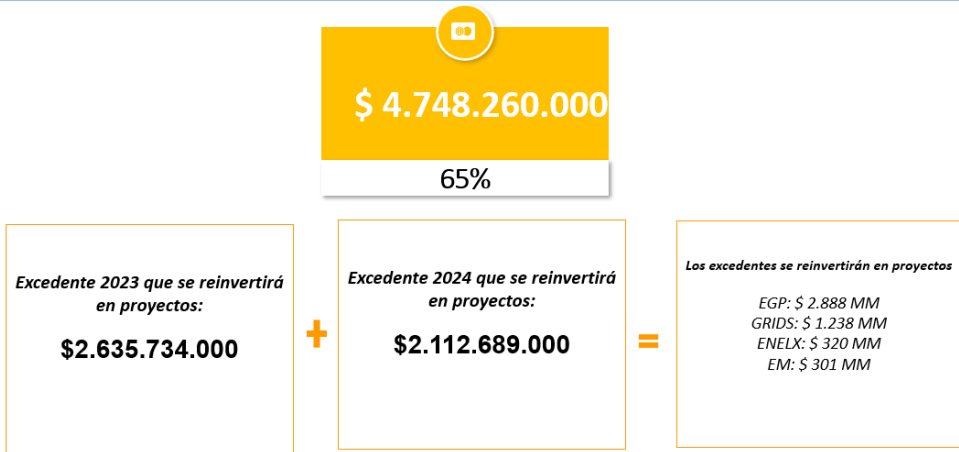 $ 4.748.260.000
65%
Excedente 2023 que se reinvertirá
en proyectos:
$2.635.734.000
+
Excedente 2024 que se reinvertirá
en proyectos:
$2.112.689.000
=
Los excedentes se reinvertirán en proyectos
EGP: $ 2.888 MM
GRIDS: $ 1.238 MM
ENELX: $ 320 MM
EM: $ 301 MM